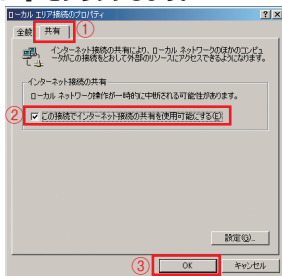 ローカル エリア接続のプロパティ
? ×
全般 共有 ①
インターネット接続の共有により、ローカル ネットワークのほかのコンピュ
ータがこの接続をとおして外部のリソースにアクセスできるようになります。
インターネット接続の共有
ローカル ネットワーク操作が一時的に中断される可能性があります。
② この接続でインターネット接続の共有を使用可能にする(E)
設定(G)...
③ OK キャンセル